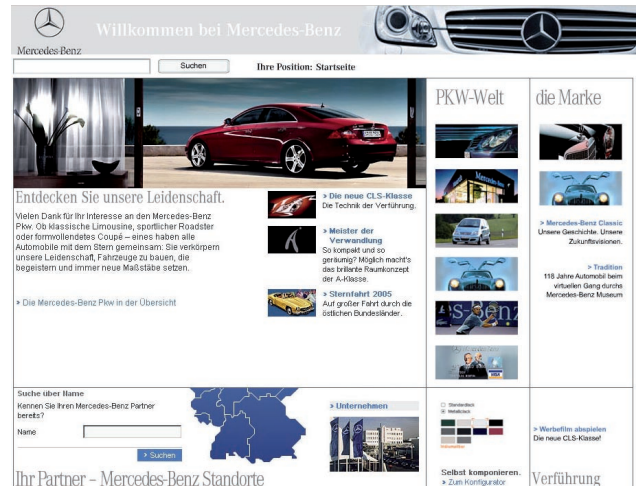 Willkommen bei Mercedes-Benz
Mercedes-Benz
Suchen
Ihre Position: Startseite
PKW-Welt
die Marke
Entdecken Sie unsere Leidenschaft.
Vielen Dank für Ihr Interesse an den Mercedes-Benz
Pkw. Ob klassische Limousine, sportlicher Roadster
oder formvollendetes Coupé – eines haben alle
Automobile mit dem Stern gemeinsam: Sie verkörpern
unsere Leidenschaft, Fahrzeuge zu bauen, die
begeistern und immer neue Maßstäbe setzen.
» Die Mercedes-Benz Pkw in der Übersicht
» Die neue CLS-Klasse
Die Technik der Verführung.
» Meister der
Verwandlung
So kompakt und so
geräumig? Möglich macht's
das brillante Raumkonzept
der A-Klasse.
» Sternfahrt 2005
Auf großer Fahrt durch die
östlichen Bundesländer.
Mercedes-Benz
s-Benz
» Mercedes-Benz Classic
Unsere Geschichte. Unsere
Zukunftsvisionen.
» Tradition
118 Jahre Automobil beim
virtuellen Gang durchs
Mercedes-Benz Museum
Suche über Name
Kennen Sie Ihren Mercedes-Benz Partner
bereits?
Name
» Suchen
Ihr Partner – Mercedes-Benz Standorte
» Unternehmen
Standardlack
Metalliclack
Selbst komponieren.
» Zum Konfigurator
» Werbefilm abspielen
Die neue CLS-Klasse!
Verführung